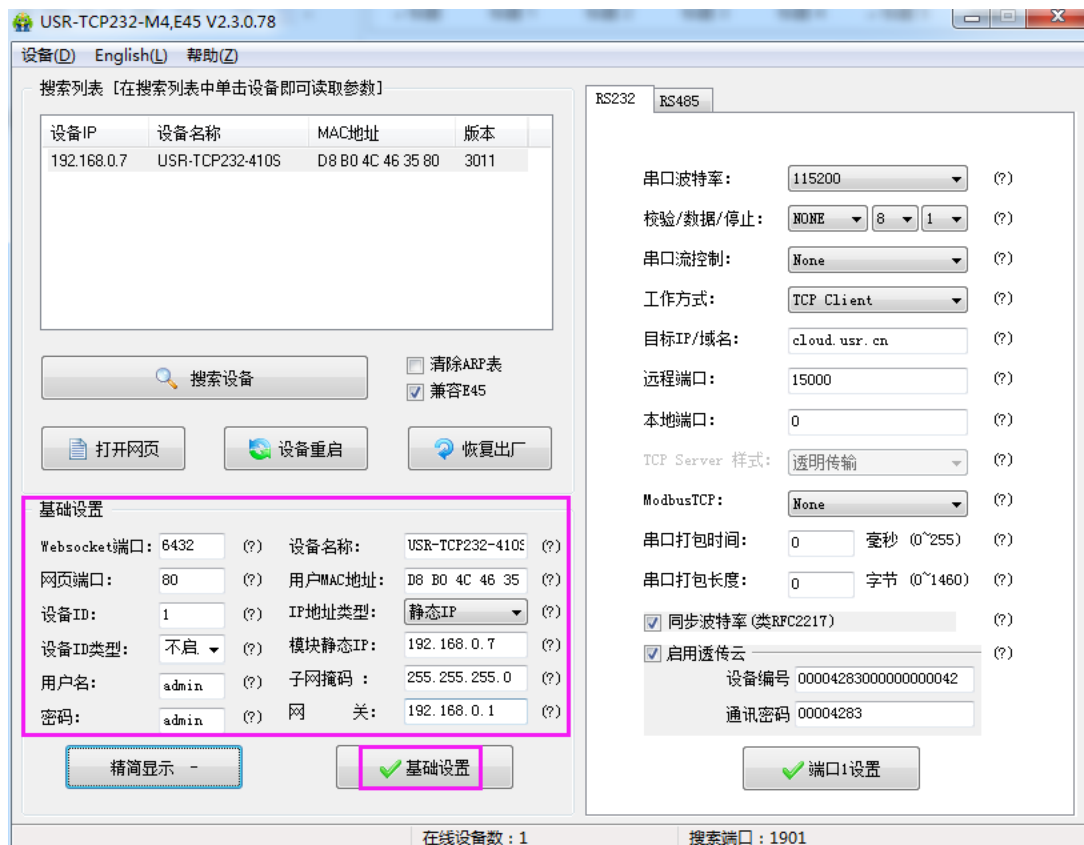 USR-TCP232-M4,E45 V2.3.0.78
设备(D) English(L) 帮助(Z)
搜索列表 [在搜索列表中单击设备即可读取参数]
设备IP 设备名称 MAC地址 版本
192.168.0.7 USR-TCP232-410S D8 B0 4C 46 35 80 3011
搜索设备
清除ARP表
兼容E45
打开网页 设备重启 恢复出厂
基础设置
Websocket端口: 6432 (?) 设备名称: USR-TCP232-410S (?)
网页端口: 80 (?) 用户MAC地址: D8 B0 4C 46 35 (?)
设备ID: 1 (?) IP地址类型: 静态IP (?)
设备ID类型: 不启. (?) 模块静态IP: 192.168.0.7 (?)
用户名: admin (?) 子网掩码 : 255.255.255.0 (?)
密码: admin (?) 网 关: 192.168.0.1 (?)
精简显示 - 基础设置
RS232 RS485
串口波特率: 115200 (?)
校验/数据/停止: NONE 8 1 (?)
串口流控制: None (?)
工作方式: TCP Client (?)
目标IP/域名: cloud.usr.cn (?)
远程端口: 15000 (?)
本地端口: 0 (?)
TCP Server 样式: 透明传输 (?)
ModbusTCP: None (?)
串口打包时间: 0 毫秒 (0~255) (?)
串口打包长度: 0 字节 (0~1460) (?)
同步波特率(类RFC2217) (?)
启用透传云 (?)
设备编号 00004283000000000042
通讯密码 00004283
端口1设置
在线设备数：1 搜索端口：1901